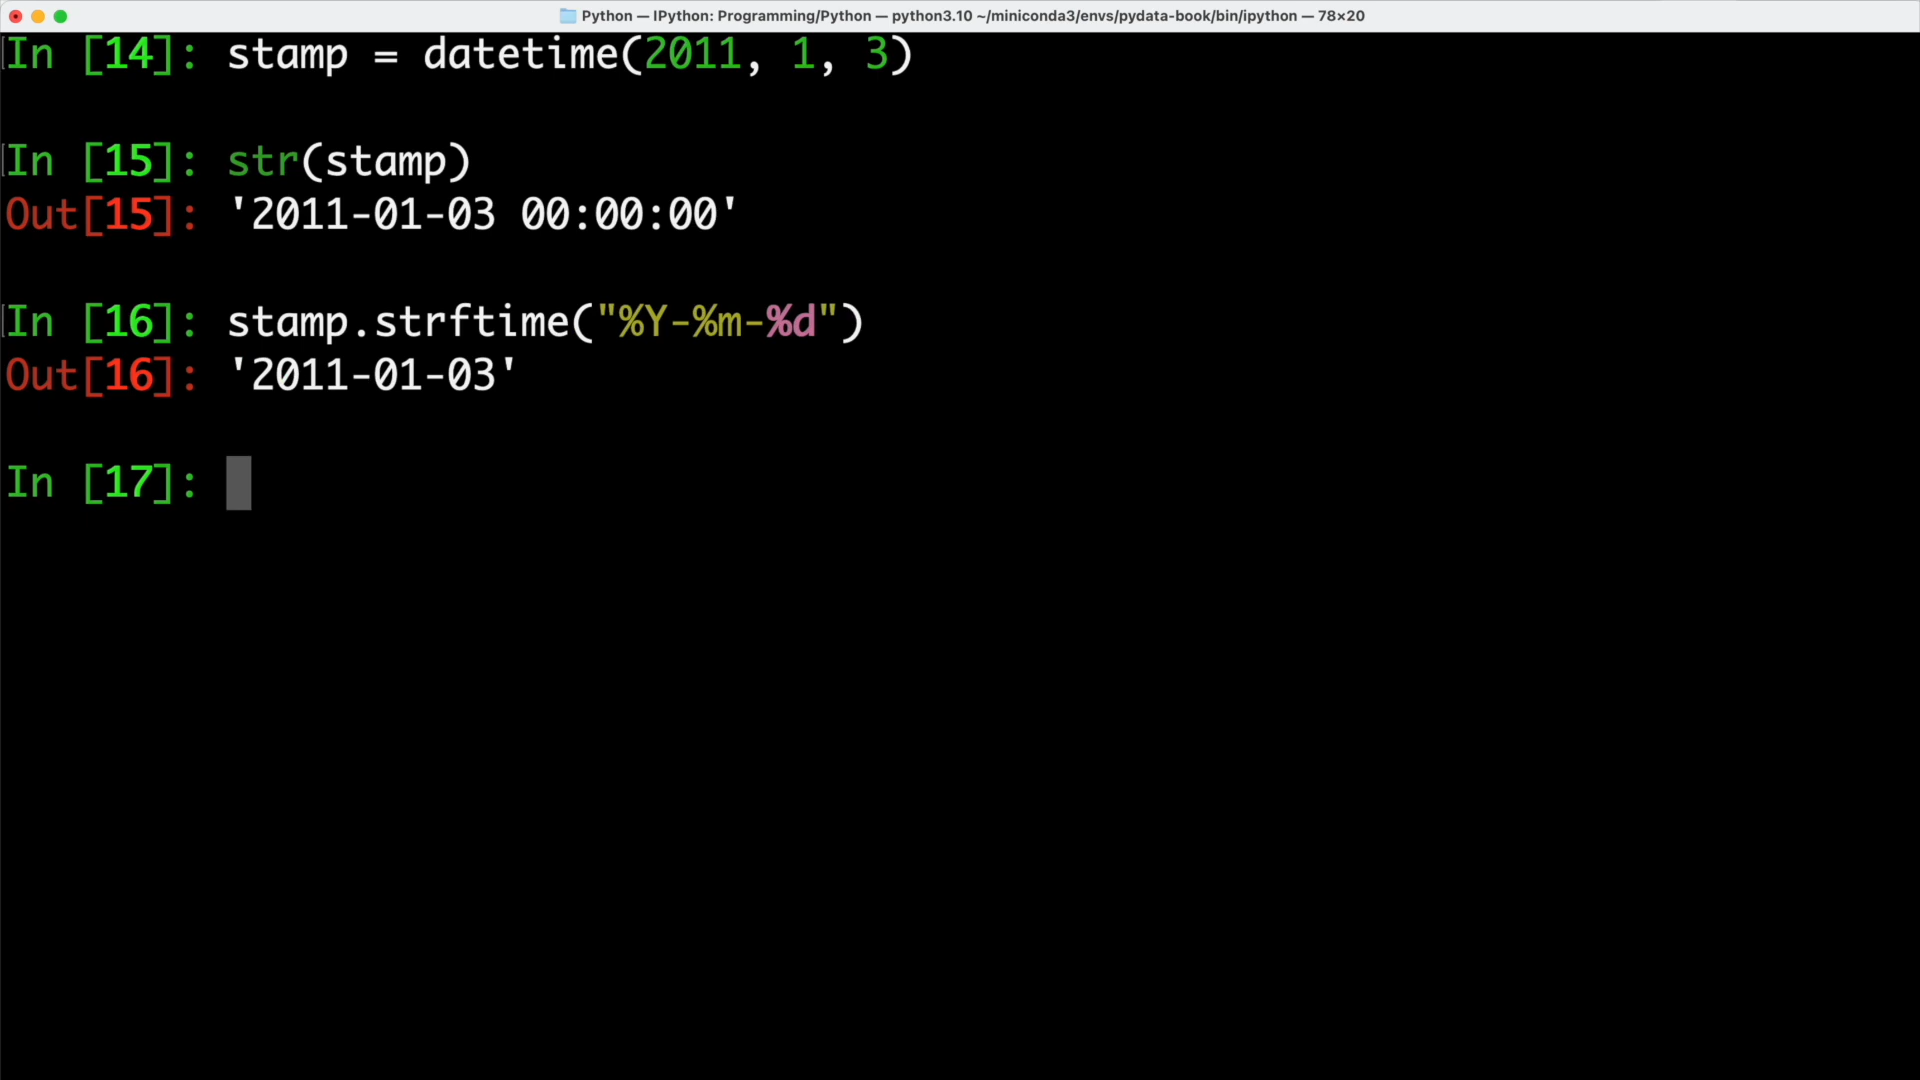 Python — IPython: Programming/Python — python3.10 ~/miniconda3/envs/pydata-book/bin/ipython — 78×20
In [14]: stamp = datetime(2011, 1, 3)
In [15]: str(stamp)
Out[15]: '2011-01-03 00:00:00'
In [16]: stamp.strftime("%Y-%m-%d")
Out[16]: '2011-01-03'
In [17]: